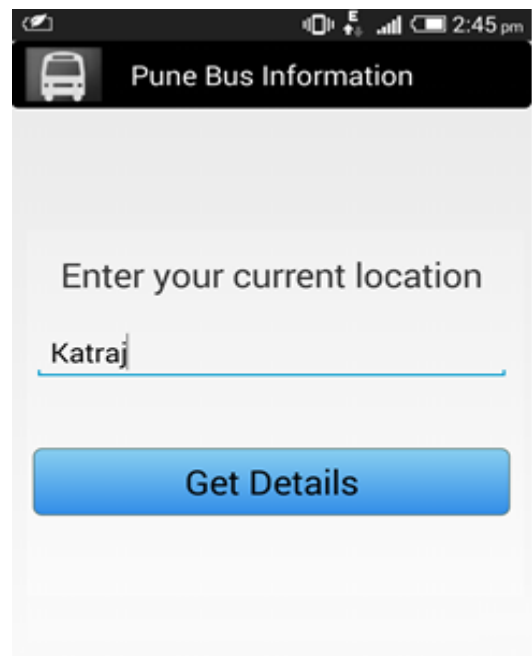 E
2:45 pm
Pune Bus Information
Enter your current location
Katraj
Get Details